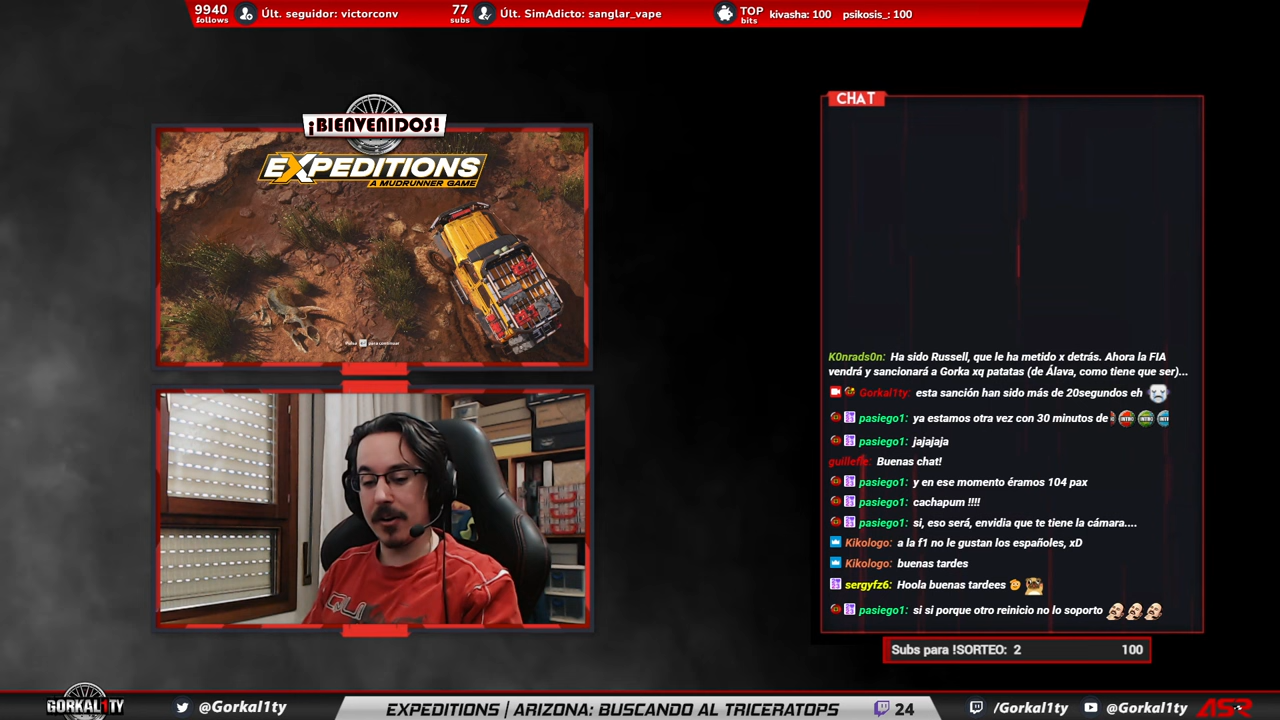 9940
follows
Últ. seguidor: victorconv
77
subs
Últ. SimAdicto: sanglar_vape
TOP
bits
kivasha: 100 psikosis_: 100
¡BIENVENIDOS!
EXPEDITIONS
A MUDRUNNER GAME
Pulsa para continuar
CHAT
K0nrads0n: Ha sido Russell, que le ha metido x detrás. Ahora la FIA
vendrá y sancionará a Gorka xq patatas (de Álava, como tiene que ser)...
Gorkal1ty: esta sanción han sido más de 20segundos eh
pasiego1: ya estamos otra vez con 30 minutos de
pasiego1: jajajaja
guilleffe: Buenas chat!
pasiego1: y en ese momento éramos 104 pax
pasiego1: cachapum !!!!
pasiego1: si, eso será, envidia que te tiene la cámara....
Kikologo: a la f1 no le gustan los españoles, xD
Kikologo: buenas tardes
sergyfz6: Hoola buenas tardees
pasiego1: si si porque otro reinicio no lo soporto
Subs para !SORTEO: 2 100
GORKAL1TY
@Gorkal1ty
EXPEDITIONS | ARIZONA: BUSCANDO AL TRICERATOPS
24
/Gorkal1ty
@Gorkal1ty
ASR